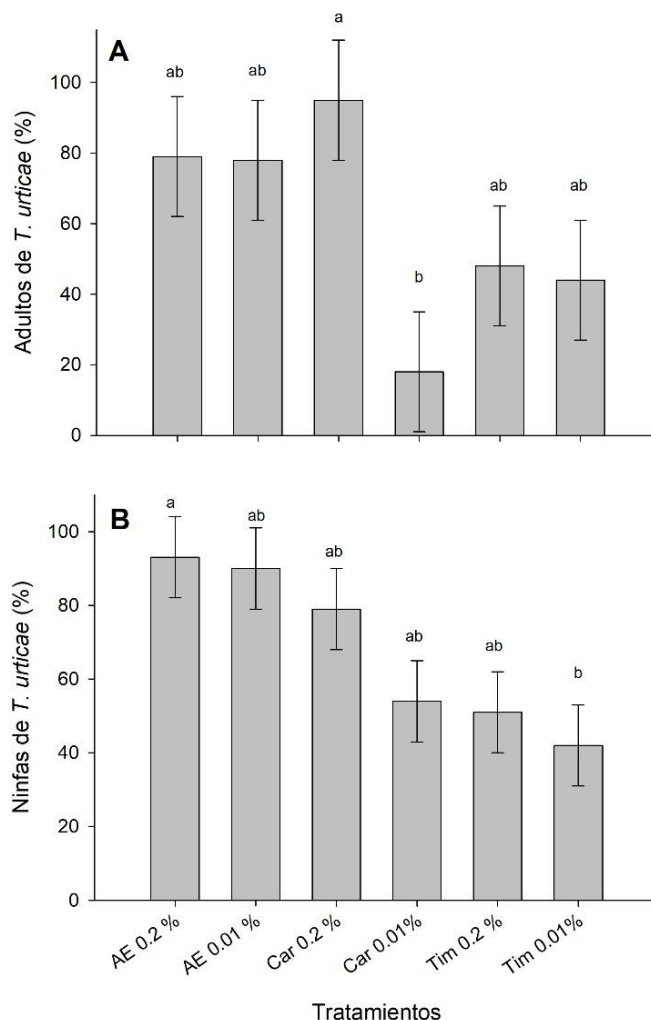 A
Adultos de T. urticae (%)
100
80
60
40
20
0
ab
ab
a
b
ab
ab
B
Ninfas de T. urticae (%)
100
80
60
40
20
0
a
ab
ab
ab
ab
b
AE 0.2 %
AE 0.01 %
Car 0.2 %
Car 0.01%
Tim 0.2 %
Tim 0.01%
Tratamientos